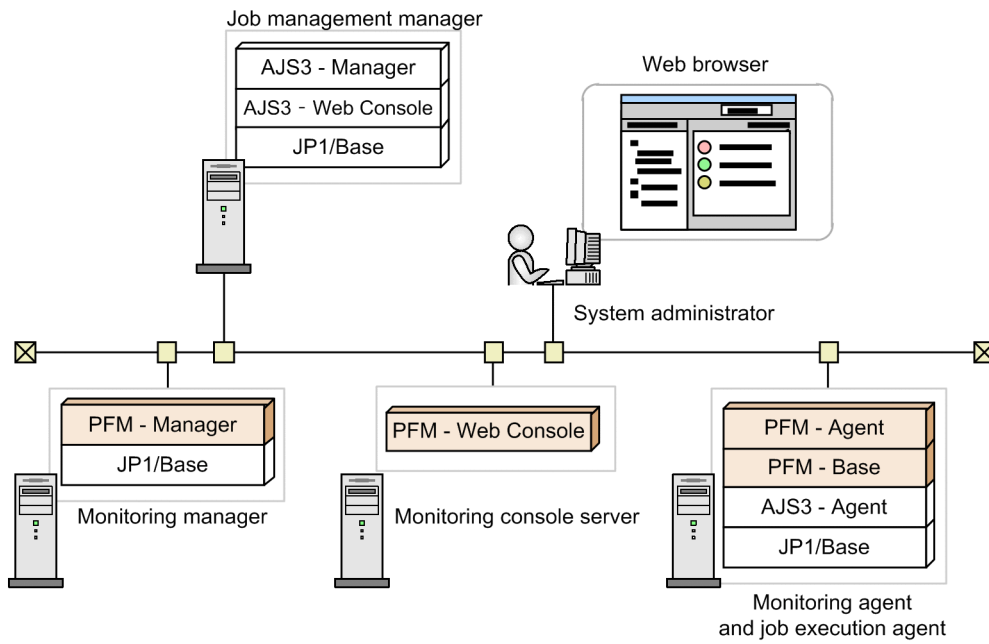 Job management manager
AJS3 - Manager
AJS3 - Web Console
JP1/Base
Web browser
System administrator
PFM - Manager
JP1/Base
Monitoring manager
PFM - Web Console
Monitoring console server
PFM - Agent
PFM - Base
AJS3 - Agent
JP1/Base
Monitoring agent
and job execution agent